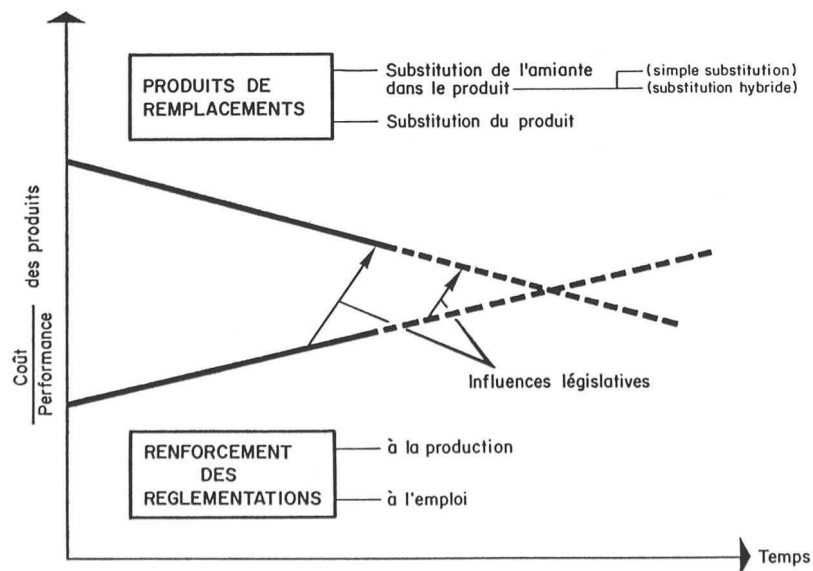 PRODUITS DE
REMPLACEMENTS
Substitution de l'amiante
dans le produit
(simple substitution)
(substitution hybride)
Substitution du produit
Coût
Performance
des produits
Influences législatives
RENFORCEMENT
DES
REGLEMENTATIONS
à la production
à l'emploi
Temps